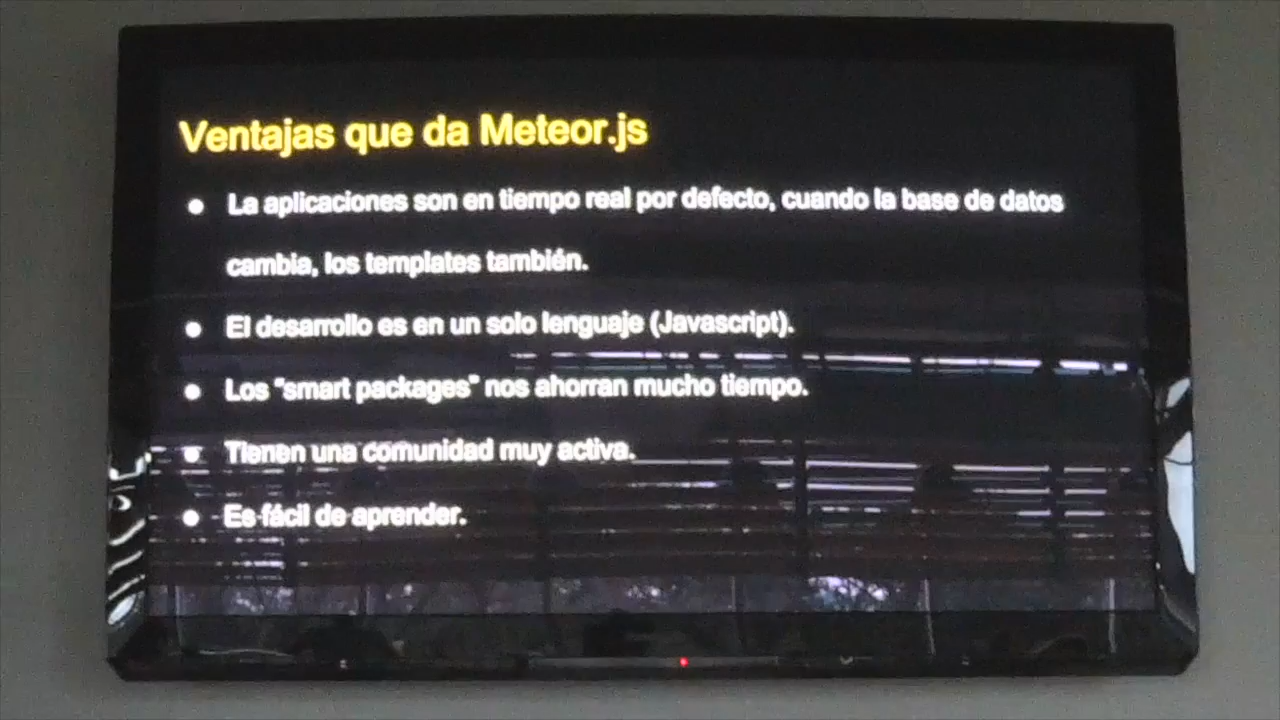 Ventajas que da Meteor.js
● La aplicaciones son en tiempo real por defecto, cuando la base de datos
cambia, los templates también.
● El desarrollo es en un solo lenguaje (Javascript).
● Los "smart packages" nos ahorran mucho tiempo.
● Tienen una comunidad muy activa.
● Es fácil de aprender.